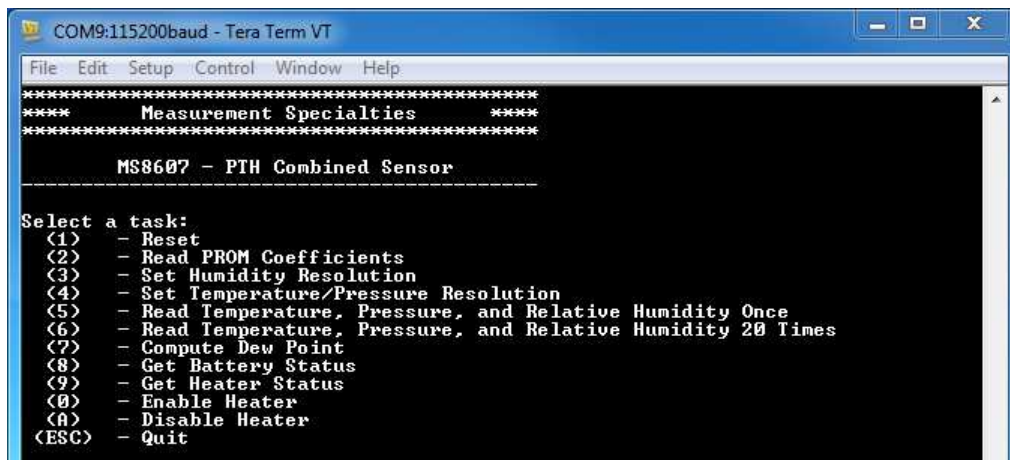 COM9:115200baud - Tera Term VT
File Edit Setup Control Window Help
*******************************************
**** Measurement Specialties ****
*******************************************
MS8607 - PTH Combined Sensor
-------------------------------------------
Select a task:
(1) - Reset
(2) - Read PROM Coefficients
(3) - Set Humidity Resolution
(4) - Set Temperature/Pressure Resolution
(5) - Read Temperature, Pressure, and Relative Humidity Once
(6) - Read Temperature, Pressure, and Relative Humidity 20 Times
(7) - Compute Dew Point
(8) - Get Battery Status
(9) - Get Heater Status
(0) - Enable Heater
(A) - Disable Heater
(ESC) - Quit